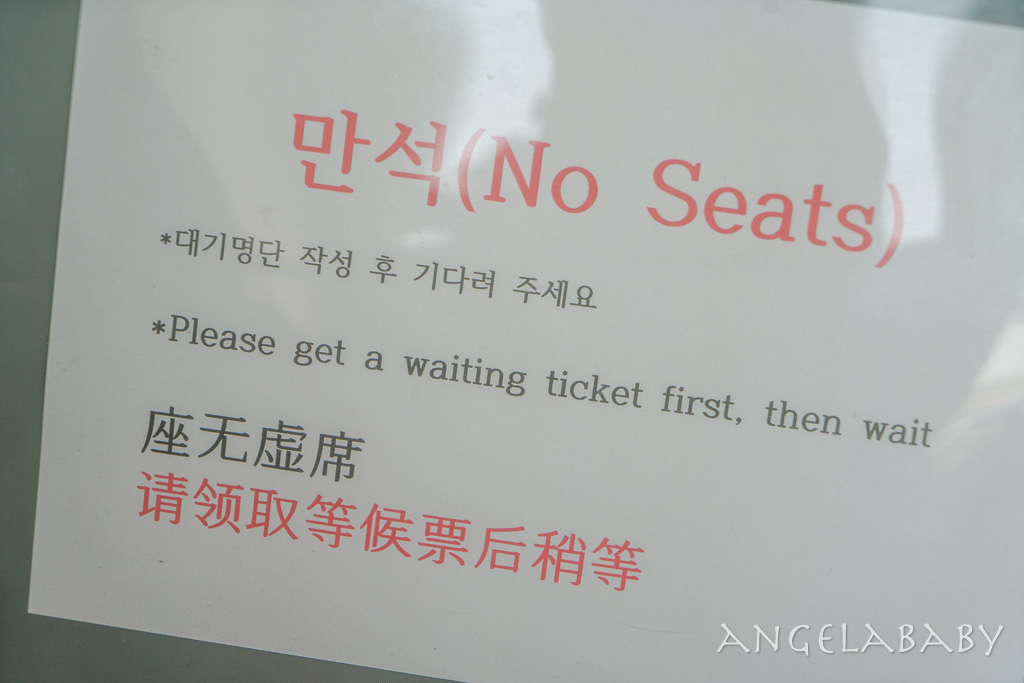 만석(No Seats)
*대기명단 작성 후 기다려 주세요
*Please get a waiting ticket first, then wait
座无虚席
请领取等候票后稍等
ANGELABABY